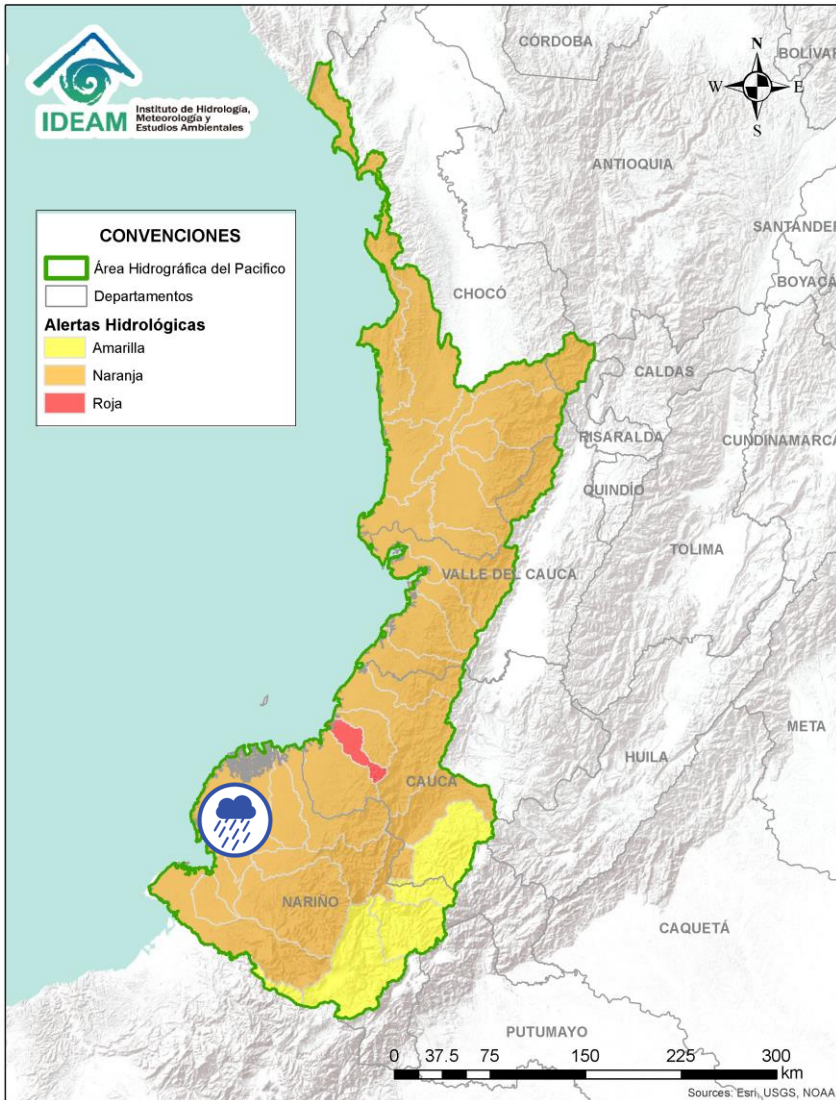 IDEAM
Instituto de Hidrología,
Meteorología y
Estudios Ambientales
CÓRDOBA
BOLÍVAR
N
W
E
S
ANTIOQUIA
SANTANDER
BOYACÁ
CONVENCIONES
Área Hidrográfica del Pacifico
Departamentos
Alertas Hidrológicas
Amarilla
Naranja
Roja
CHOCÓ
CALDAS
RISARALDA
CUNDINAMARCA
QUINDÍO
TOLIMA
VALLE DEL CAUCA
META
HUILA
CAUCA
NARIÑO
CAQUETÁ
PUTUMAYO
0 37.5 75 150 225 300
km
Sources: Esri, USGS, NOAA